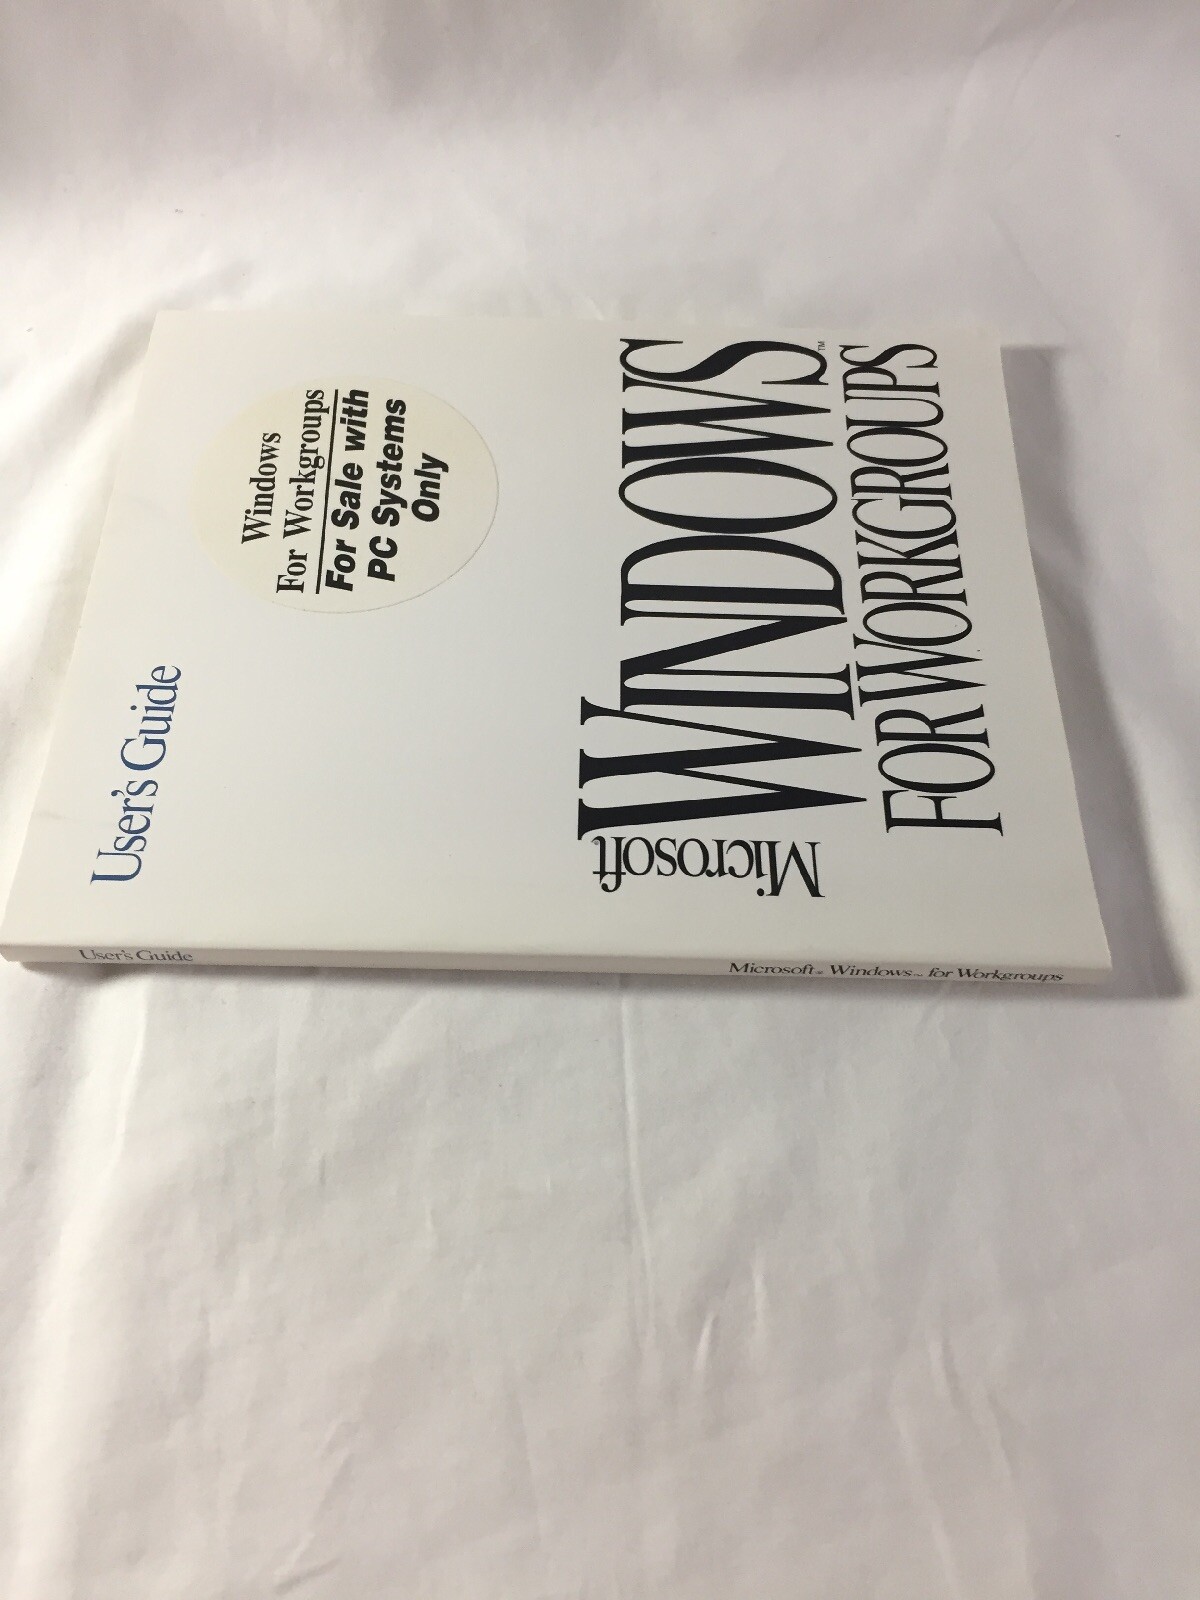 User's Guide
Windows
For Workgroups
For Sale with
PC Systems
Only
Microsoft®
WINDOWS™
FOR WORKGROUPS
User's Guide
Microsoft® Windows™ for Workgroups